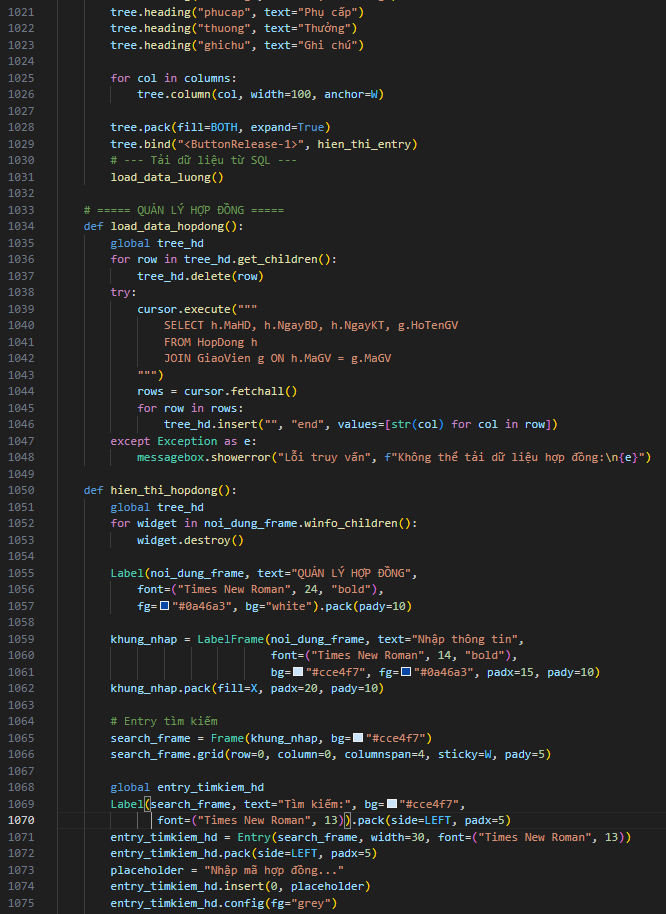 1021 tree.heading("phucap", text="Phụ cấp")
1022 tree.heading("thuong", text="Thưởng")
1023 tree.heading("ghichu", text="Ghi chú")
1024
1025 for col in columns:
1026 tree.column(col, width=100, anchor=W)
1027
1028 tree.pack(fill=BOTH, expand=True)
1029 tree.bind("<ButtonRelease-1>", hien_thi_entry)
1030 # --- Tải dữ liệu từ SQL ---
1031 load_data_luong()
1032
1033 # ===== QUẢN LÝ HỢP ĐỒNG =====
1034 def load_data_hopdong():
1035 global tree_hd
1036 for row in tree_hd.get_children():
1037 tree_hd.delete(row)
1038 try:
1039 cursor.execute("""
1040 SELECT h.MaHD, h.NgayBD, h.NgayKT, g.HoTenGV
1041 FROM HopDong h
1042 JOIN GiaoVien g ON h.MaGV = g.MaGV
1043 """)
1044 rows = cursor.fetchall()
1045 for row in rows:
1046 tree_hd.insert("", "end", values=[str(col) for col in row])
1047 except Exception as e:
1048 messagebox.showerror("Lỗi truy vấn", f"Không thể tải dữ liệu hợp đồng:\n{e}")
1049
1050 def hien_thi_hopdong():
1051 global tree_hd
1052 for widget in noi_dung_frame.winfo_children():
1053 widget.destroy()
1054
1055 Label(noi_dung_frame, text="QUẢN LÝ HỢP ĐỒNG",
1056 font=("Times New Roman", 24, "bold"),
1057 fg="#0a46a3", bg="white").pack(pady=10)
1058
1059 khung_nhap = LabelFrame(noi_dung_frame, text="Nhập thông tin",
1060 font=("Times New Roman", 14, "bold"),
1061 bg="#cce4f7", fg="#0a46a3", padx=15, pady=10)
1062 khung_nhap.pack(fill=X, padx=20, pady=10)
1063
1064 # Entry tìm kiếm
1065 search_frame = Frame(khung_nhap, bg="#cce4f7")
1066 search_frame.grid(row=0, column=0, columnspan=4, sticky=W, pady=5)
1067
1068 global entry_timkiem_hd
1069 Label(search_frame, text="Tìm kiếm:", bg="#cce4f7",
1070 font=("Times New Roman", 13)).pack(side=LEFT, padx=5)
1071 entry_timkiem_hd = Entry(search_frame, width=30, font=("Times New Roman", 13))
1072 entry_timkiem_hd.pack(side=LEFT, padx=5)
1073 placeholder = "Nhập mã hợp đồng..."
1074 entry_timkiem_hd.insert(0, placeholder)
1075 entry_timkiem_hd.config(fg="grey")